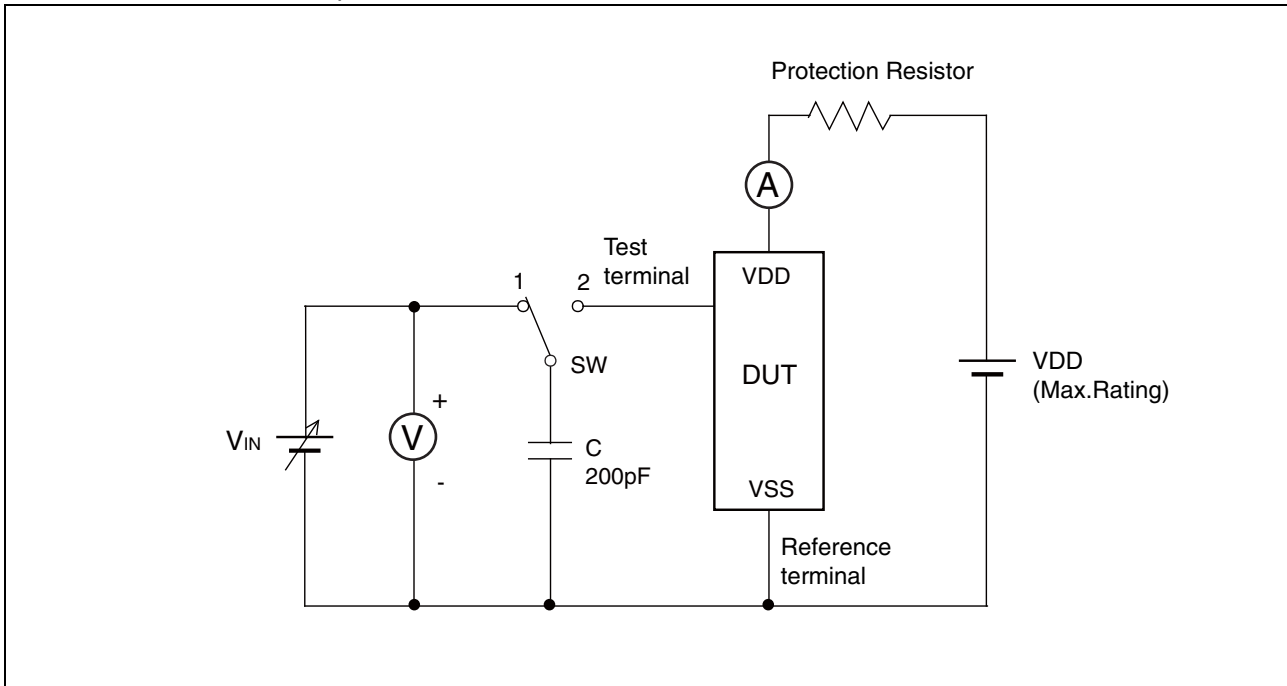 Protection Resistor
A
Test
terminal
VDD
1
2
SW
DUT
VDD
(Max.Rating)
+
VIN
V
C
200pF
-
VSS
Reference
terminal